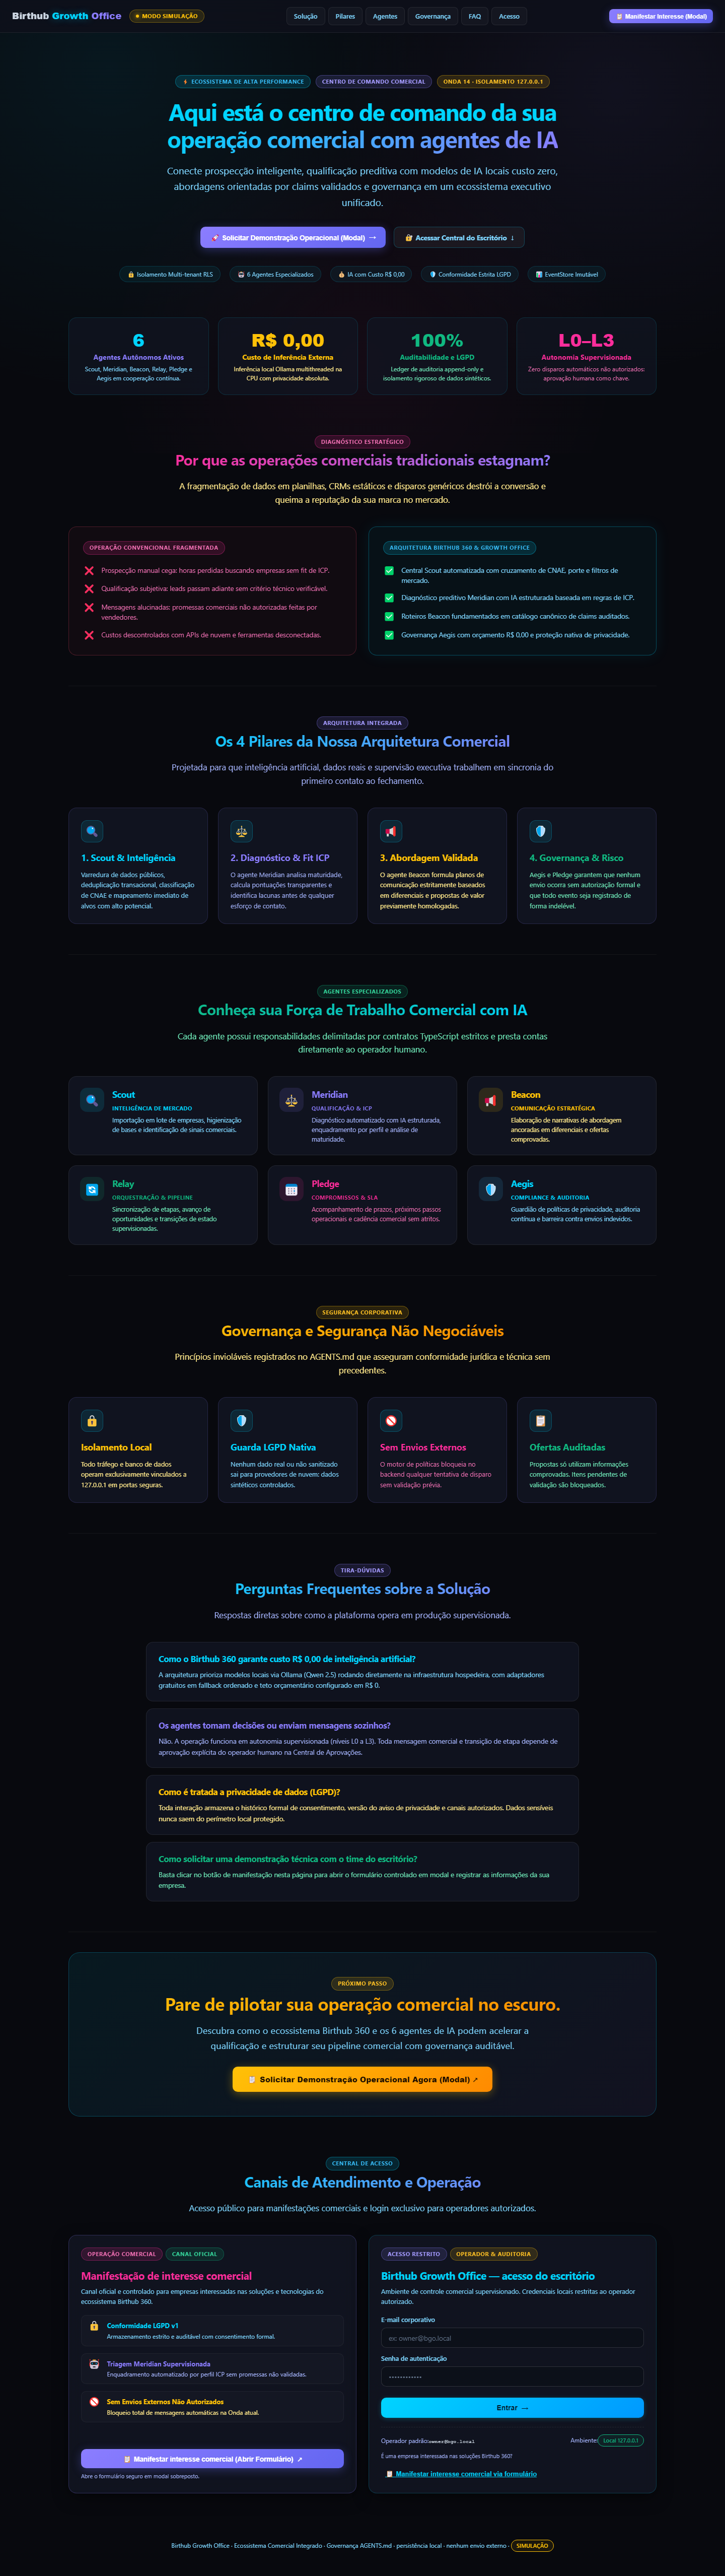 Birthub Growth Office
MODO SIMULAÇÃO
Solução
Pilares
Agentes
Governança
FAQ
Acesso
Manifestar Interesse (Modal)
ECOSSISTEMA DE ALTA PERFORMANCE
CENTRO DE COMANDO COMERCIAL
ONDA 14 · ISOLAMENTO 127.0.0.1
Aqui está o centro de comando da sua
operação comercial com agentes de IA
Conecte prospecção inteligente, qualificação preditiva com modelos de IA locais custo zero,
abordagens orientadas por claims validados e governança em um ecossistema executivo
unificado.
Solicitar Demonstração Operacional (Modal) →
Acessar Central do Escritório ↓
Isolamento Multi-tenant RLS
6 Agentes Especializados
IA com Custo R$ 0,00
Conformidade Estrita LGPD
EventStore Imutável
6
Agentes Autônomos Ativos
Scout, Meridian, Beacon, Relay, Pledge e
Aegis em cooperação contínua.
R$ 0,00
Custo de Inferência Externa
Inferência local Ollama multithreaded na
CPU com privacidade absoluta.
100%
Auditabilidade e LGPD
Ledger de auditoria append-only e
isolamento rigoroso de dados sintéticos.
L0–L3
Autonomia Supervisionada
Zero disparos automáticos não autorizados:
aprovação humana como chave.
DIAGNÓSTICO ESTRATÉGICO
Por que as operações comerciais tradicionais estagnam?
A fragmentação de dados em planilhas, CRMs estáticos e disparos genéricos destrói a conversão e
queima a reputação da sua marca no mercado.
OPERAÇÃO CONVENCIONAL FRAGMENTADA
Prospecção manual cega: horas perdidas buscando empresas sem fit de ICP.
Qualificação subjetiva: leads passam adiante sem critério técnico verificável.
Mensagens alucinadas: promessas comerciais não autorizadas feitas por
vendedores.
Custos descontrolados com APIs de nuvem e ferramentas desconectadas.
ARQUITETURA BIRTHUB 360 & GROWTH OFFICE
Central Scout automatizada com cruzamento de CNAE, porte e filtros de
mercado.
Diagnóstico preditivo Meridian com IA estruturada baseada em regras de ICP.
Roteiros Beacon fundamentados em catálogo canônico de claims auditados.
Governança Aegis com orçamento R$ 0,00 e proteção nativa de privacidade.
ARQUITETURA INTEGRADA
Os 4 Pilares da Nossa Arquitetura Comercial
Projetada para que inteligência artificial, dados reais e supervisão executiva trabalhem em sincronia do
primeiro contato ao fechamento.
1. Scout & Inteligência
Varredura de dados públicos,
deduplicação transacional, classificação
de CNAE e mapeamento imediato de
alvos com alto potencial.
2. Diagnóstico & Fit ICP
O agente Meridian analisa maturidade,
calcula pontuações transparentes e
identifica lacunas antes de qualquer
esforço de contato.
3. Abordagem Validada
O agente Beacon formula planos de
comunicação estritamente baseados
em diferenciais e propostas de valor
previamente homologadas.
4. Governança & Risco
Aegis e Pledge garantem que nenhum
envio ocorra sem autorização formal e
que todo evento seja registrado de
forma indelével.
AGENTES ESPECIALIZADOS
Conheça sua Força de Trabalho Comercial com IA
Cada agente possui responsabilidades delimitadas por contratos TypeScript estritos e presta contas
diretamente ao operador humano.
Scout
INTELIGÊNCIA DE MERCADO
Importação em lote de empresas, higienização
de bases e identificação de sinais comerciais.
Meridian
QUALIFICAÇÃO & ICP
Diagnóstico automatizado com IA estruturada,
enquadramento por perfil e análise de
maturidade.
Beacon
COMUNICAÇÃO ESTRATÉGICA
Elaboração de narrativas de abordagem
ancoradas em diferenciais e ofertas
comprovadas.
Relay
ORQUESTRAÇÃO & PIPELINE
Sincronização de etapas, avanço de
oportunidades e transições de estado
supervisionadas.
Pledge
COMPROMISSOS & SLA
Acompanhamento de prazos, próximos passos
operacionais e cadência comercial sem atritos.
Aegis
COMPLIANCE & AUDITORIA
Guardião de políticas de privacidade, auditoria
contínua e barreira contra envios indevidos.
SEGURANÇA CORPORATIVA
Governança e Segurança Não Negociáveis
Princípios invioláveis registrados no AGENTS.md que asseguram conformidade jurídica e técnica sem
precedentes.
Isolamento Local
Todo tráfego e banco de dados
operam exclusivamente vinculados a
127.0.0.1 em portas seguras.
Guarda LGPD Nativa
Nenhum dado real ou não sanitizado
sai para provedores de nuvem: dados
sintéticos controlados.
Sem Envios Externos
O motor de políticas bloqueia no
backend qualquer tentativa de disparo
sem validação prévia.
Ofertas Auditadas
Propostas só utilizam informações
comprovadas. Itens pendentes de
validação são bloqueados.
TIRA-DÚVIDAS
Perguntas Frequentes sobre a Solução
Respostas diretas sobre como a plataforma opera em produção supervisionada.
Como o Birthub 360 garante custo R$ 0,00 de inteligência artificial?
A arquitetura prioriza modelos locais via Ollama (Qwen 2.5) rodando diretamente na infraestrutura hospedeira, com adaptadores
gratuitos em fallback ordenado e teto orçamentário configurado em R$ 0.
Os agentes tomam decisões ou enviam mensagens sozinhos?
Não. A operação funciona em autonomia supervisionada (níveis L0 a L3). Toda mensagem comercial e transição de etapa depende de
aprovação explícita do operador humano na Central de Aprovações.
Como é tratada a privacidade de dados (LGPD)?
Toda interação armazena o histórico formal de consentimento, versão do aviso de privacidade e canais autorizados. Dados sensíveis
nunca saem do perímetro local protegido.
Como solicitar uma demonstração técnica com o time do escritório?
Basta clicar no botão de manifestação nesta página para abrir o formulário controlado em modal e registrar as informações da sua
empresa.
PRÓXIMO PASSO
Pare de pilotar sua operação comercial no escuro.
Descubra como o ecossistema Birthub 360 e os 6 agentes de IA podem acelerar a
qualificação e estruturar seu pipeline comercial com governança auditável.
Solicitar Demonstração Operacional Agora (Modal) ↗
CENTRAL DE ACESSO
Canais de Atendimento e Operação
Acesso público para manifestações comerciais e login exclusivo para operadores autorizados.
OPERAÇÃO COMERCIAL
CANAL OFICIAL
Manifestação de interesse comercial
Canal oficial e controlado para empresas interessadas nas soluções e tecnologias do
ecossistema Birthub 360.
Conformidade LGPD v1
Armazenamento estrito e auditável com consentimento formal.
Triagem Meridian Supervisionada
Enquadramento automatizado por perfil ICP sem promessas não validadas.
Sem Envios Externos Não Autorizados
Bloqueio total de mensagens automáticas na Onda atual.
Manifestar interesse comercial (Abrir Formulário) ↗
Abre o formulário seguro em modal sobreposto.
ACESSO RESTRITO
OPERADOR & AUDITORIA
Birthub Growth Office — acesso do escritório
Ambiente de controle comercial supervisionado. Credenciais locais restritas ao operador
autorizado.
E-mail corporativo
ex: owner@bgo.local
Senha de autenticação
••••••••••••
Entrar →
Operador padrão:owner@bgo.local
Ambiente:Local 127.0.0.1
É uma empresa interessada nas soluções Birthub 360?
Manifestar interesse comercial via formulário
Birthub Growth Office · Ecossistema Comercial Integrado · Governança AGENTS.md · persistência local · nenhum envio externo · SIMULAÇÃO